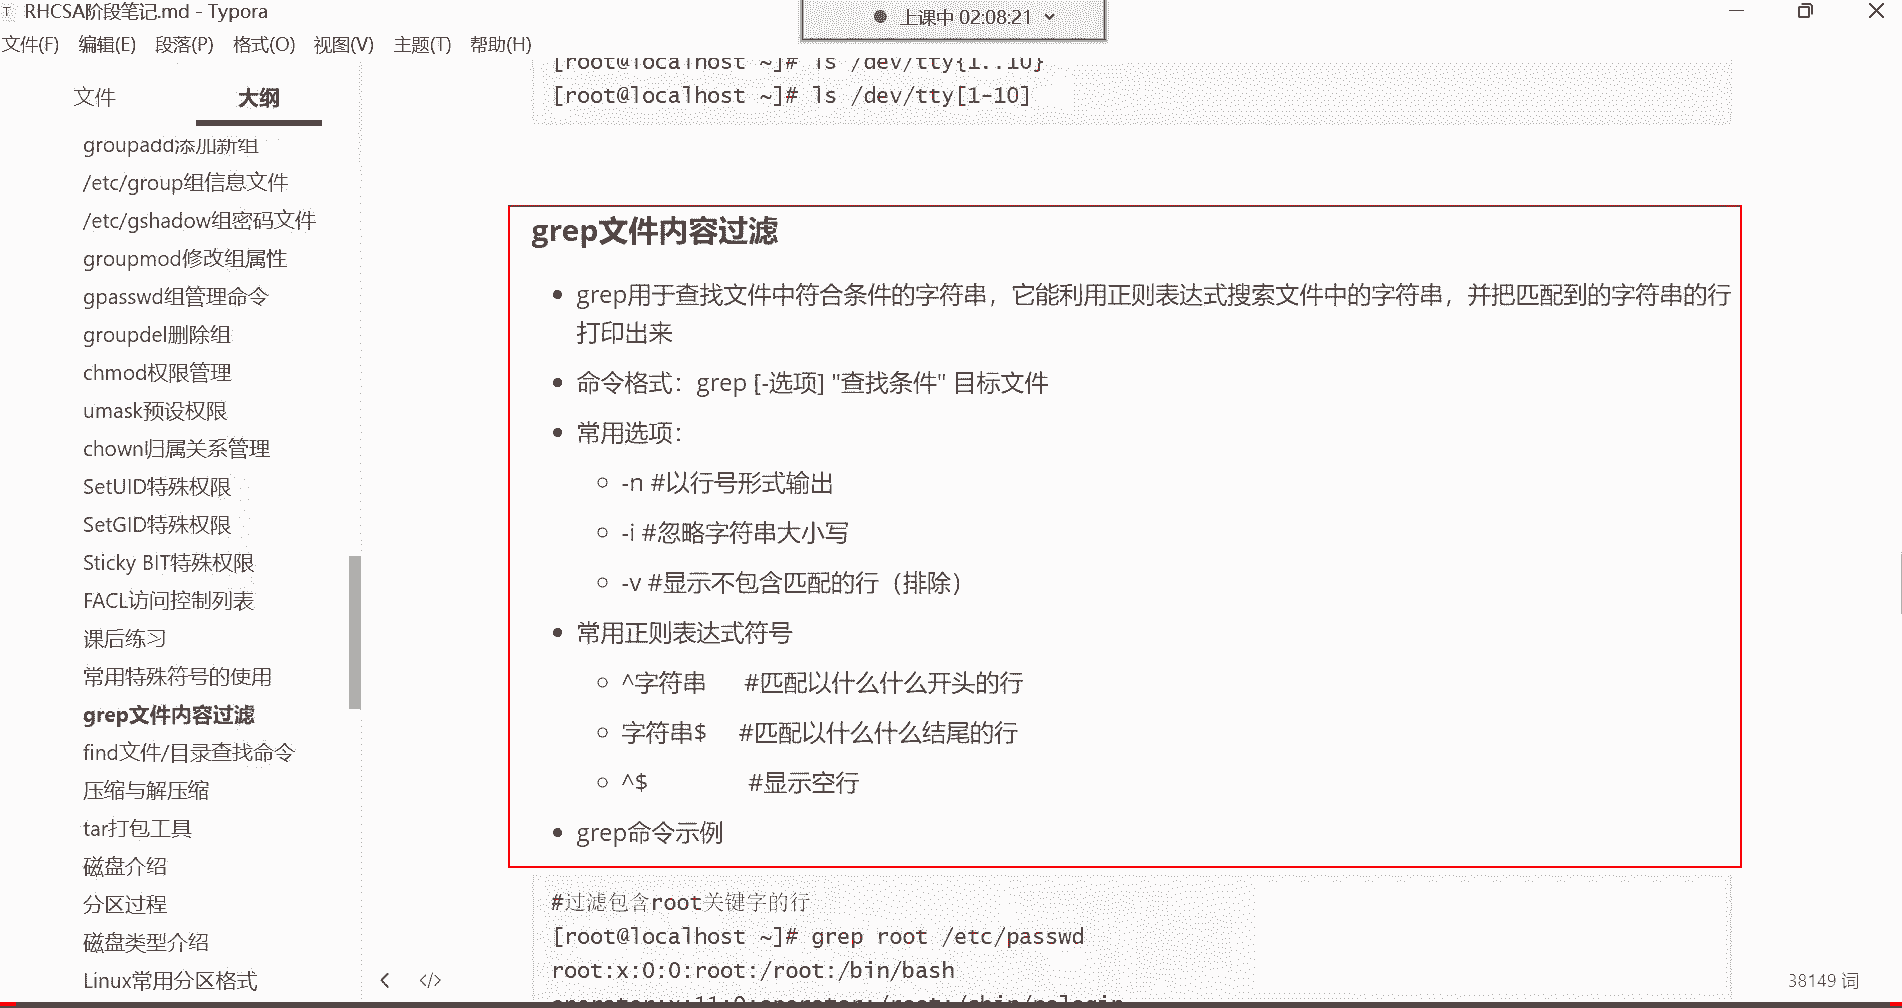 RHCSA阶段笔记.md - Typora
上课中 02:08:21
文件(F) 编辑(E) 段落(P) 格式(O) 视图(V) 主题(T) 帮助(H)
文件 大纲
groupadd添加新组
/etc/group组信息文件
/etc/gshadow组密码文件
groupmod修改组属性
gpasswd组管理命令
groupdel删除组
chmod权限管理
umask预设权限
chown归属关系管理
SetUID特殊权限
SetGID特殊权限
Sticky BIT特殊权限
FACL访问控制列表
课后练习
常用特殊符号的使用
grep文件内容过滤
find文件/目录查找命令
压缩与解压缩
tar打包工具
磁盘介绍
分区过程
磁盘类型介绍
Linux常用分区格式
[root@localhost ~]# ls /dev/tty{1..10}
[root@localhost ~]# ls /dev/tty[1-10]
grep文件内容过滤
grep用于查找文件中符合条件的字符串，它能利用正则表达式搜索文件中的字符串，并把匹配到的字符串的行
打印出来
命令格式：grep [-选项] "查找条件" 目标文件
常用选项：
-n #以行号形式输出
-i #忽略字符串大小写
-v #显示不包含匹配的行（排除）
常用正则表达式符号
^字符串 #匹配以什么什么开头的行
字符串$ #匹配以什么什么结尾的行
^$ #显示空行
grep命令示例
#过滤包含root关键字的行
[root@localhost ~]# grep root /etc/passwd
root:x:0:0:root:/root:/bin/bash
operator:x:11:0:operator:/root:/sbin/nologin
38149 词